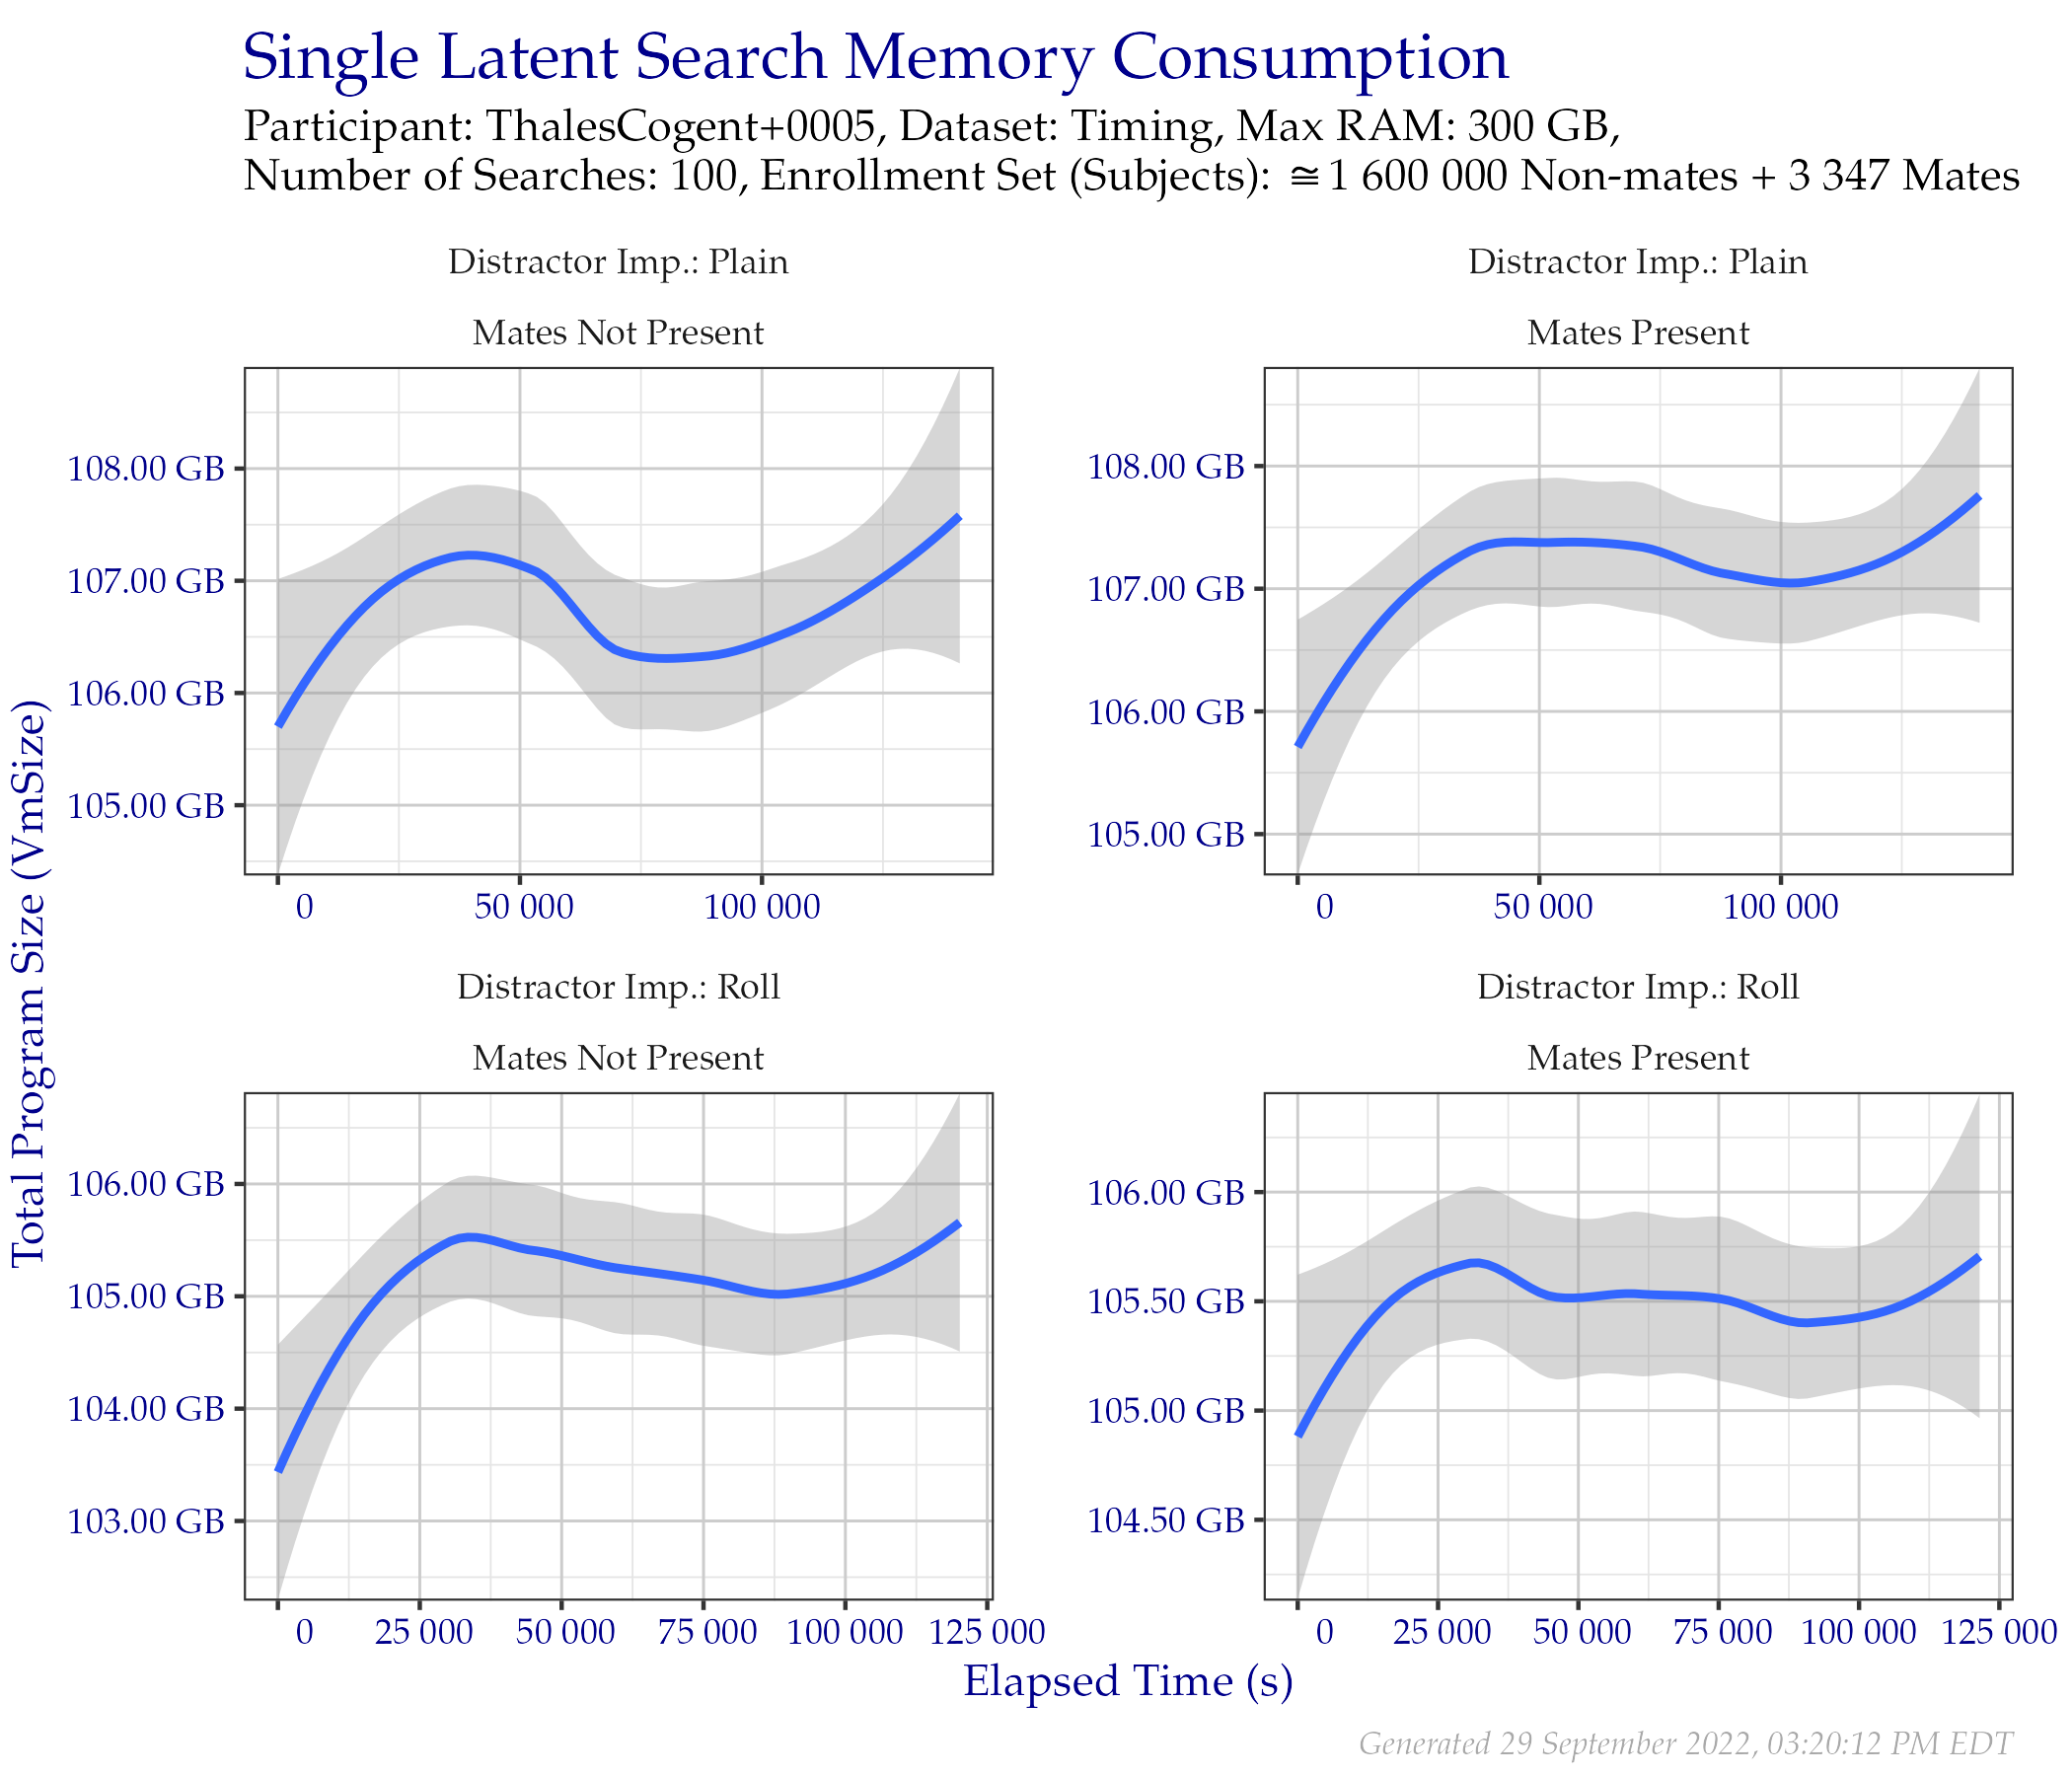 Single Latent Search Memory Consumption
Participant: ThalesCogent+0005, Dataset: Timing, Max RAM: 300 GB,
Number of Searches: 100, Enrollment Set (Subjects): ≅ 1 600 000 Non-mates + 3 347 Mates
Total Program Size (VmSize)
Distractor Imp.: Plain
Mates Not Present
108.00 GB
107.00 GB
106.00 GB
105.00 GB
0 50 000 100 000
Distractor Imp.: Plain
Mates Present
108.00 GB
107.00 GB
106.00 GB
105.00 GB
0 50 000 100 000
Distractor Imp.: Roll
Mates Not Present
106.00 GB
105.00 GB
104.00 GB
103.00 GB
0 25 000 50 000 75 000 100 000 125 000
Distractor Imp.: Roll
Mates Present
106.00 GB
105.50 GB
105.00 GB
104.50 GB
0 25 000 50 000 75 000 100 000 125 000
Elapsed Time (s)
Generated 29 September 2022, 03:20:12 PM EDT